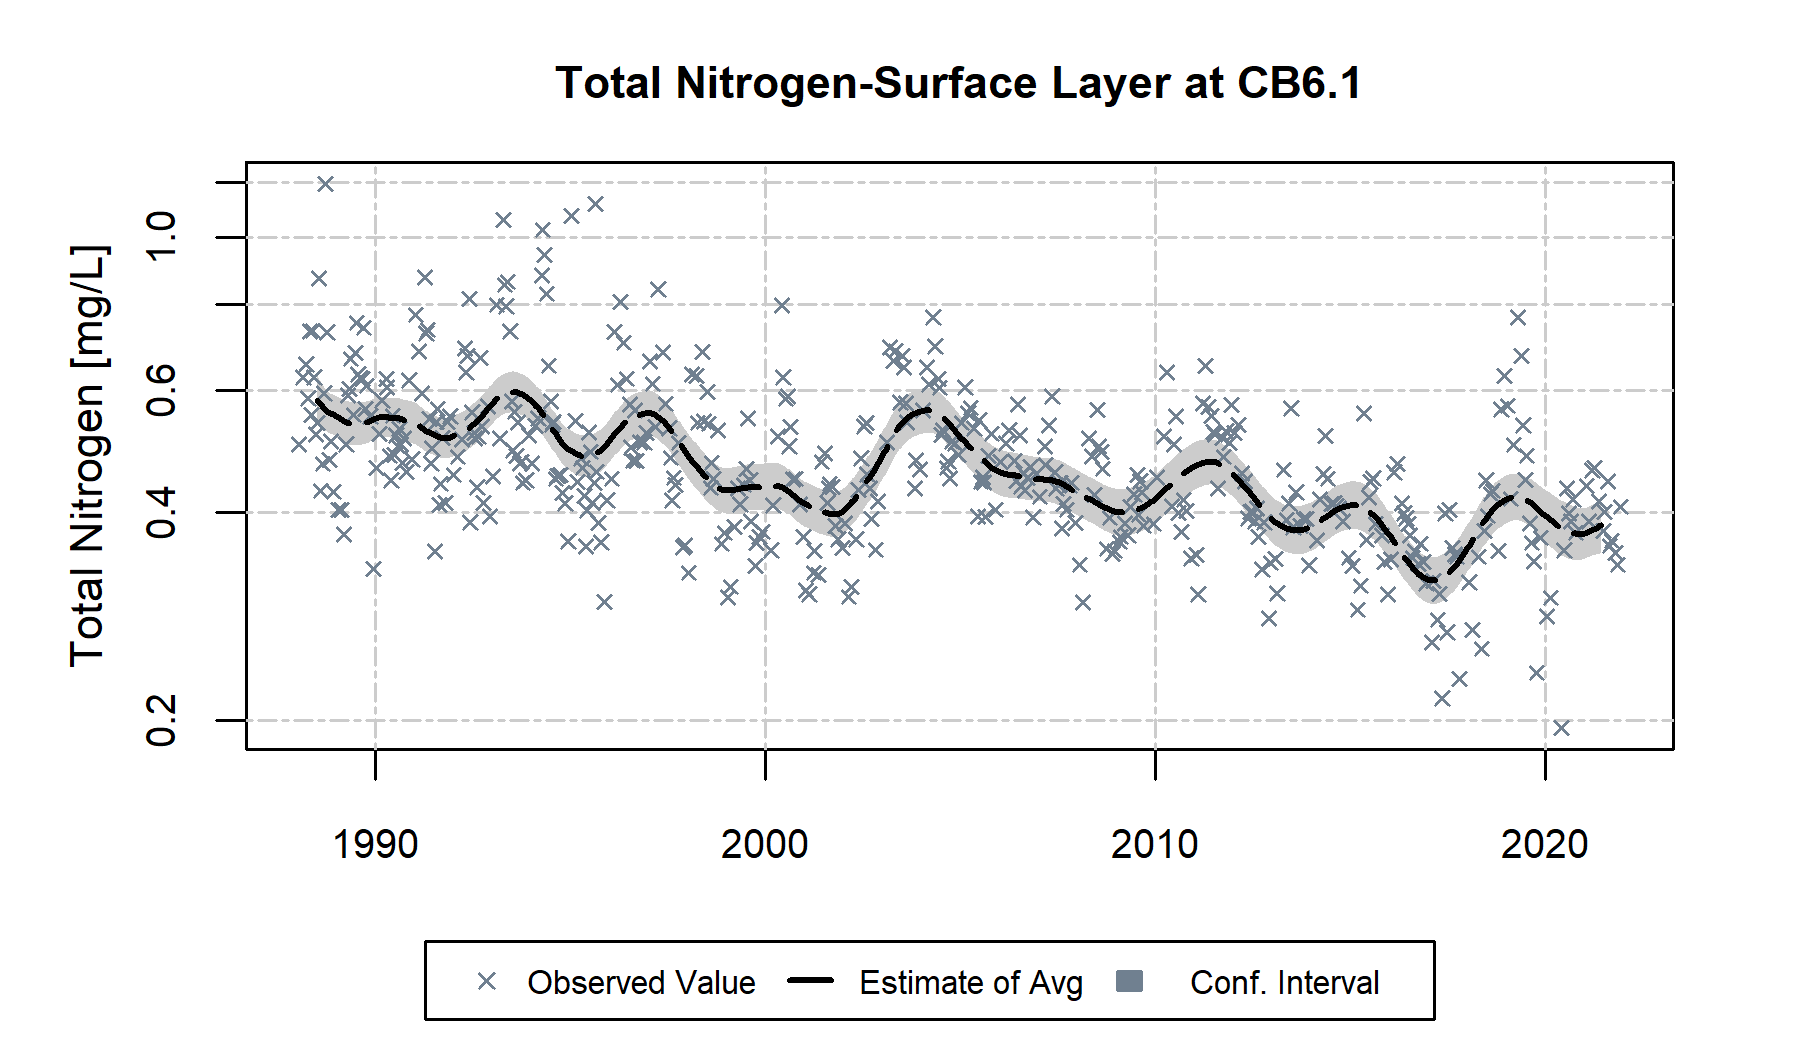 Total Nitrogen-Surface Layer at CB6.1
Total Nitrogen [mg/L]
1.0
0.6
0.4
0.2
1990 2000 2010 2020
Observed Value Estimate of Avg Conf. Interval